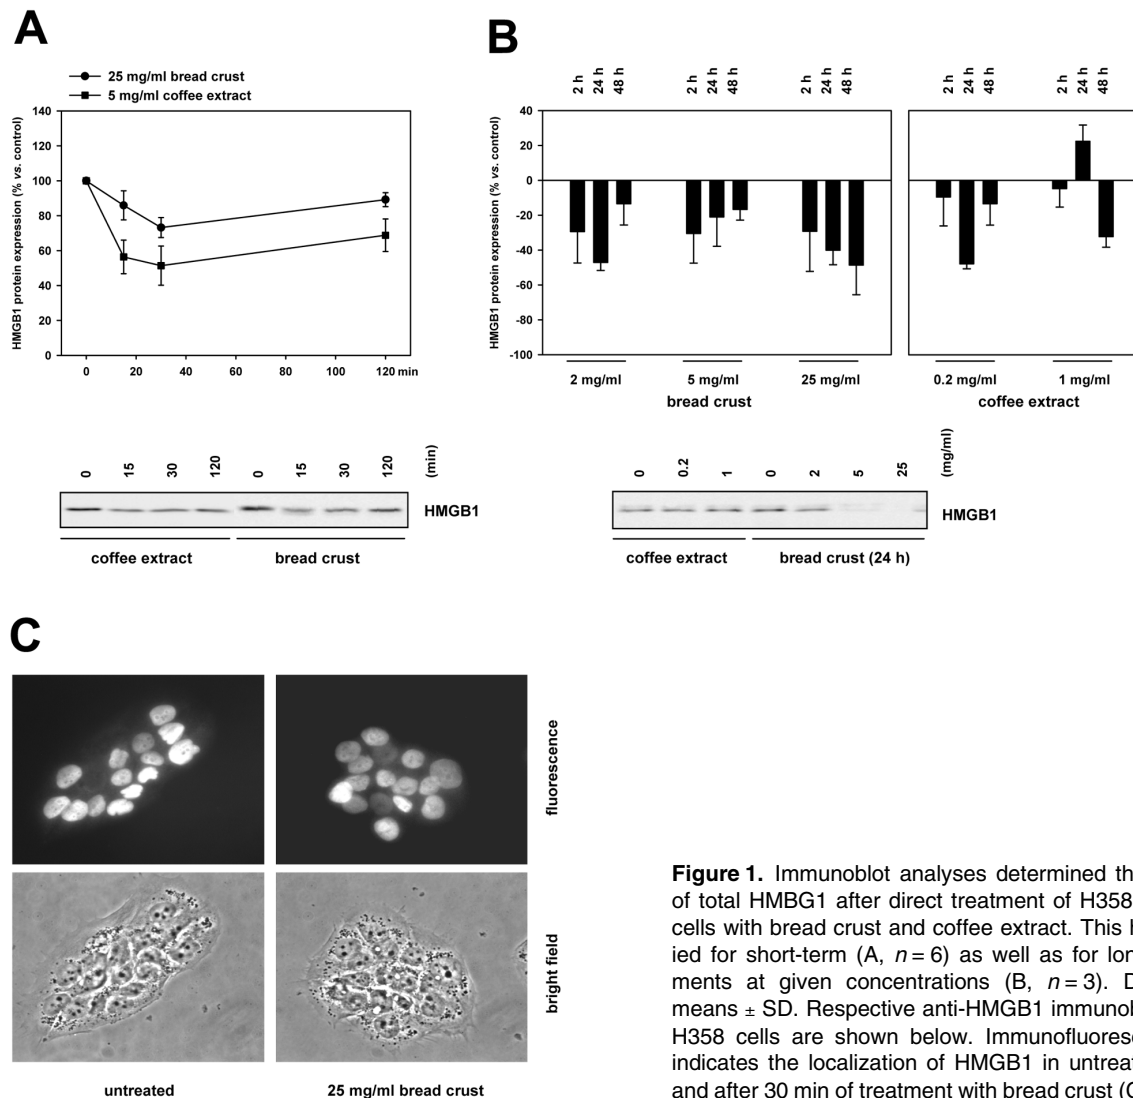 A
25 mg/ml bread crust
5 mg/ml coffee extract
HMGB1 protein expression (% vs. control)
140
120
100
80
60
40
20
0
0 20 40 60 80 100 120 min
0 15 30 120 0 15 30 120 (min)
HMGB1
coffee extract bread crust
B
2 h 24 h 48 h 2 h 24 h 48 h 2 h 24 h 48 h 2 h 24 h 48 h 2 h 24 h 48 h
HMGB1 protein expression (% vs. control)
40
20
0
-20
-40
-60
-80
-100
2 mg/ml 5 mg/ml 25 mg/ml 0.2 mg/ml 1 mg/ml
bread crust coffee extract
0 0.2 1 0 2 5 25 (mg/ml)
HMGB1
coffee extract bread crust (24 h)
C
fluorescence
bright field
untreated 25 mg/ml bread crust
Figure 1. Immunoblot analyses determined th
of total HMBG1 after direct treatment of H358
cells with bread crust and coffee extract. This h
ied for short-term (A, n = 6) as well as for lon
ments at given concentrations (B, n = 3). D
means ± SD. Respective anti-HMGB1 immunobl
H358 cells are shown below. Immunofluores
indicates the localization of HMGB1 in untreat
and after 30 min of treatment with bread crust (C